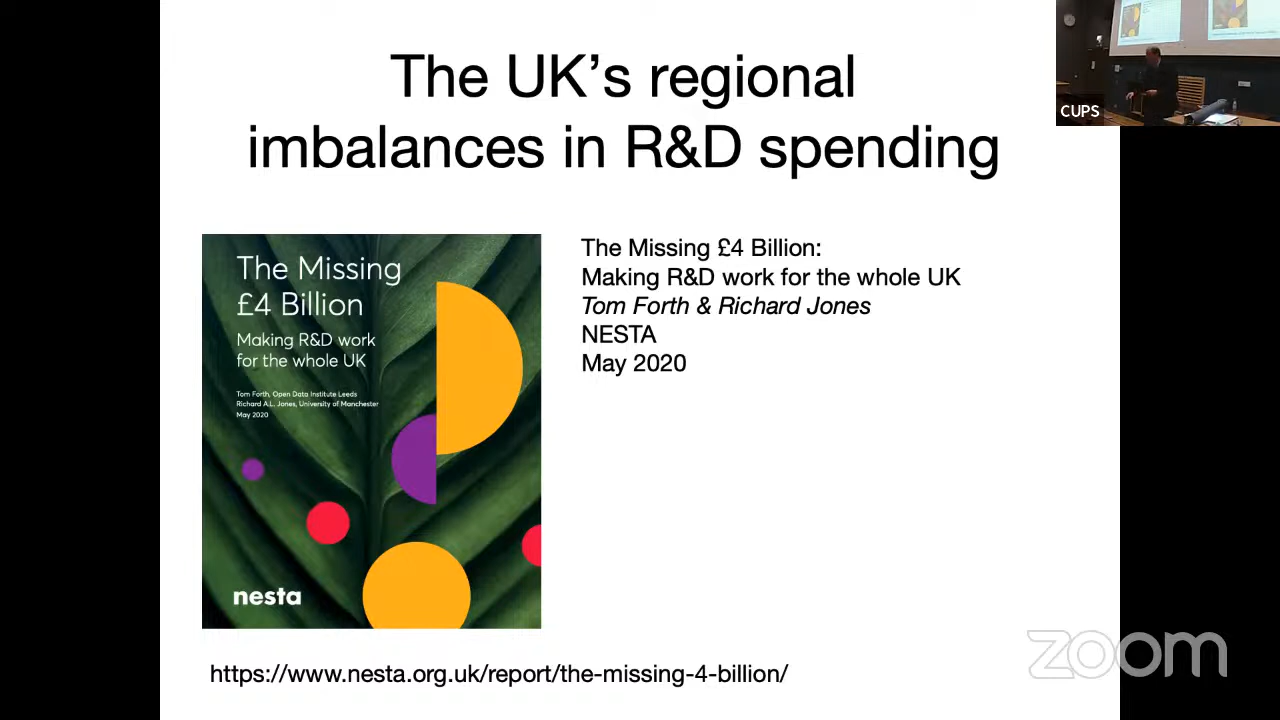 The UK’s regional
imbalances in R&D spending
CUPS
The Missing
£4 Billion
Making R&D work
for the whole UK
Tom Forth, Open Data Institute Leeds
Richard A.L. Jones, University of Manchester
May 2020
nesta
The Missing £4 Billion:
Making R&D work for the whole UK
Tom Forth & Richard Jones
NESTA
May 2020
https://www.nesta.org.uk/report/the-missing-4-billion/
zoom